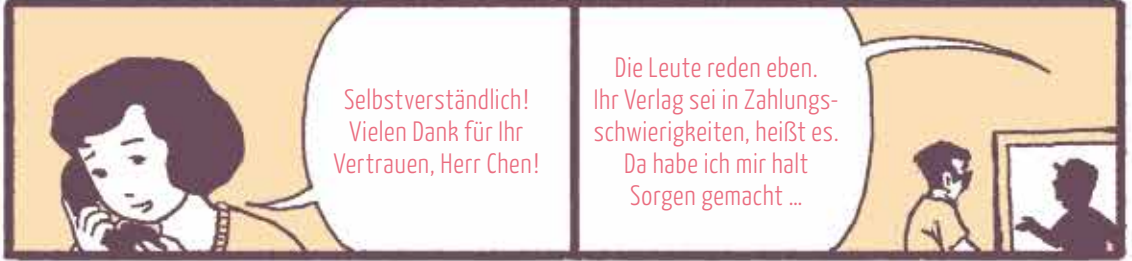 Selbstverständlich!
Vielen Dank für Ihr
Vertrauen, Herr Chen!
Die Leute reden eben.
Ihr Verlag sei in Zahlungs-
schwierigkeiten, heißt es.
Da habe ich mir halt
Sorgen gemacht ...